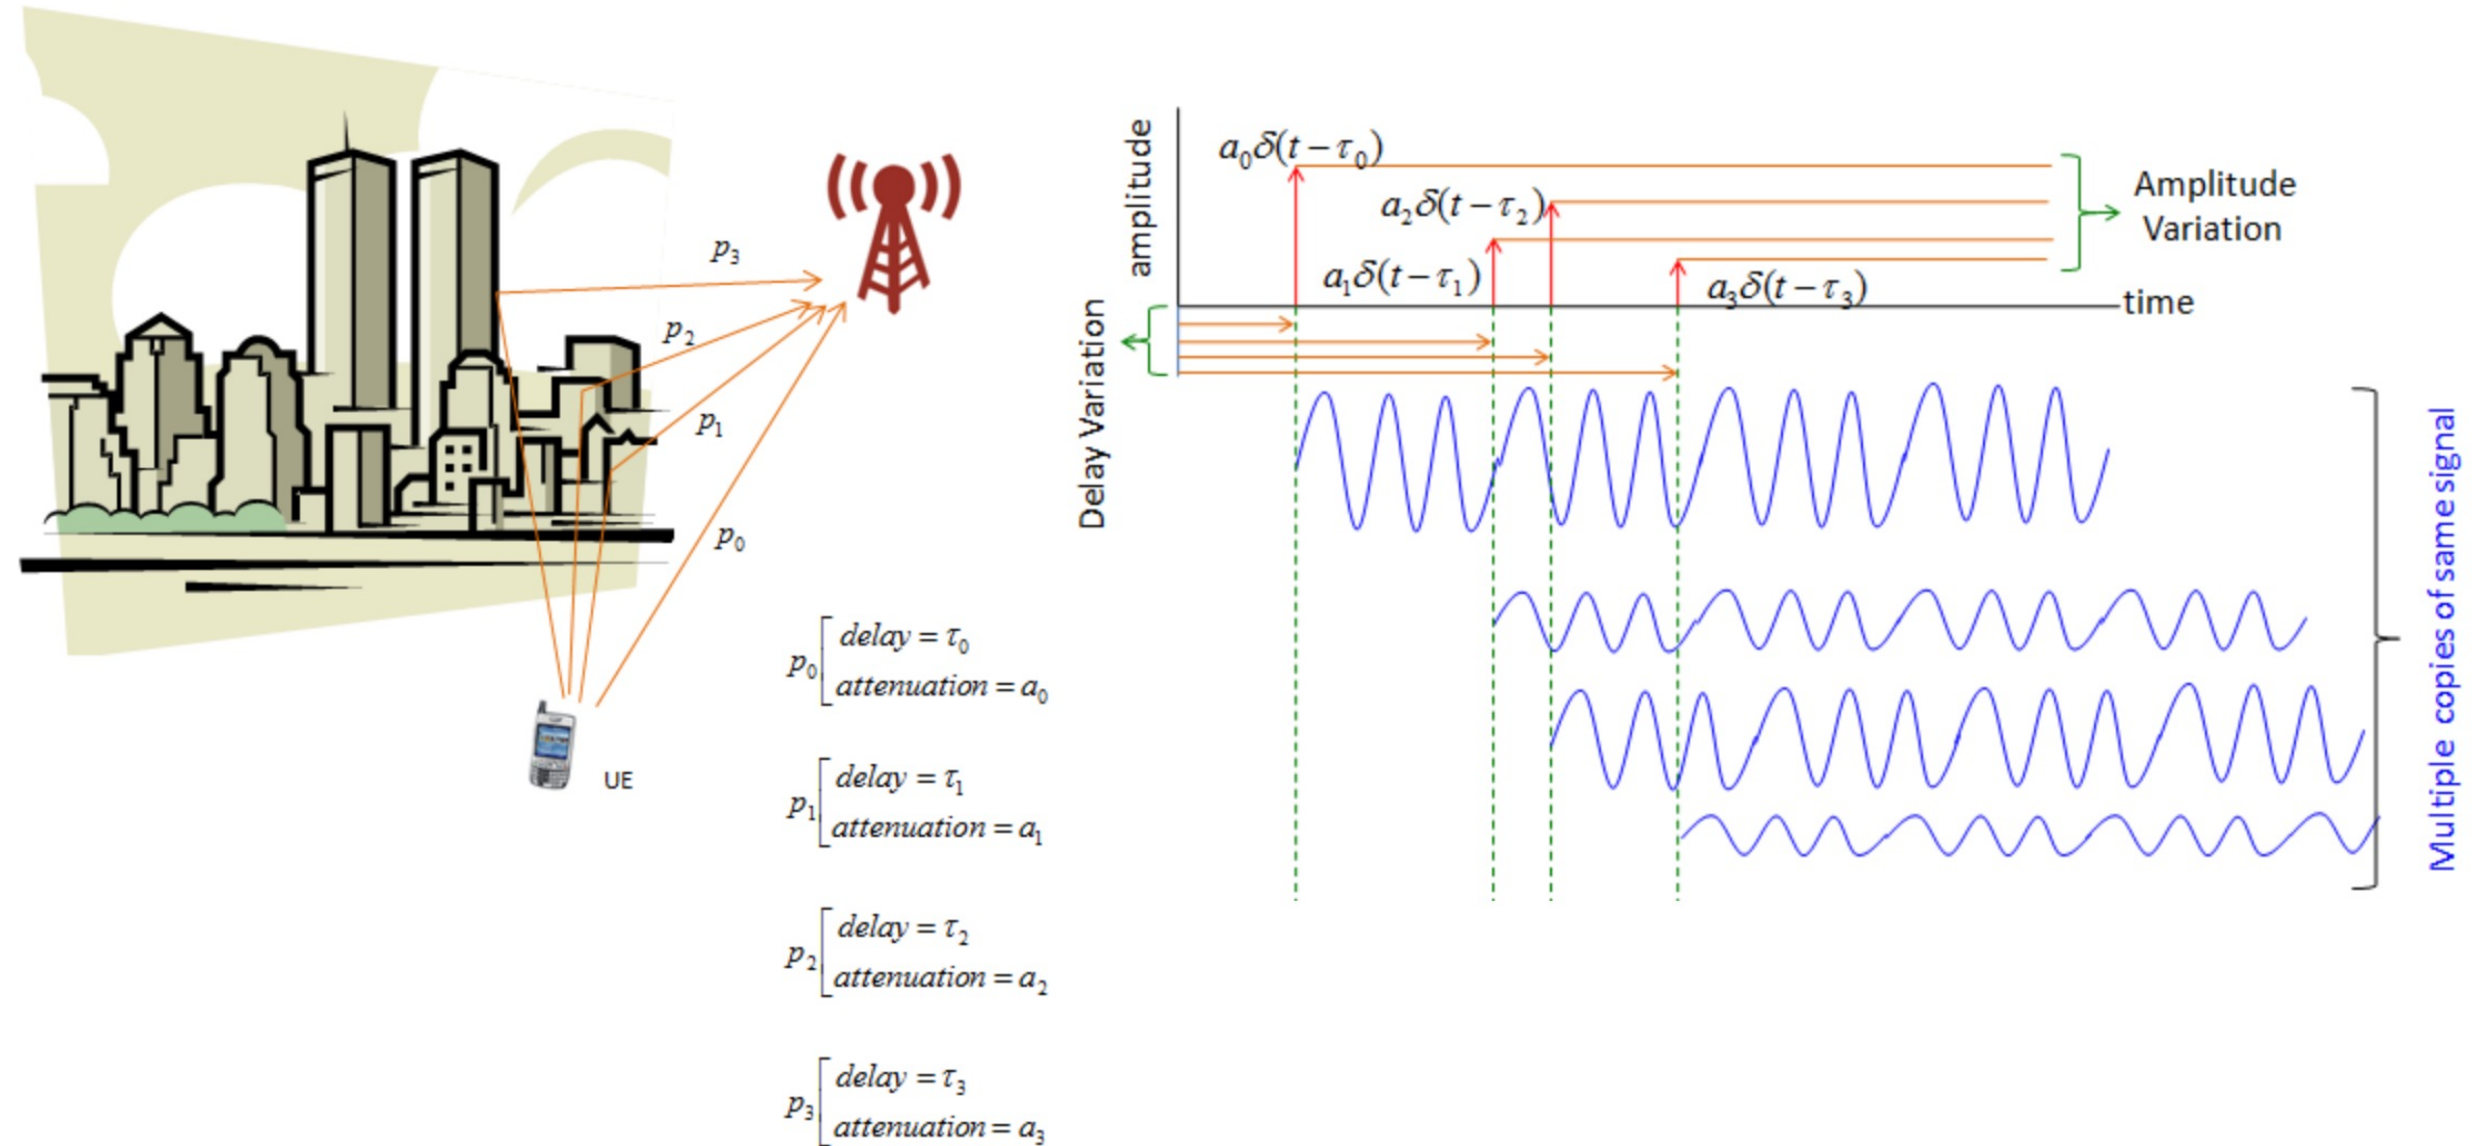 p₃
p₂
p₁
p₀
UE
p₀ delay = τ₀
attenuation = a₀
p₁ delay = τ₁
attenuation = a₁
p₂ delay = τ₂
attenuation = a₂
p₃ delay = τ₃
attenuation = a₃
amplitude
a₀δ(t−τ₀)
a₂δ(t−τ₂)
a₁δ(t−τ₁)
a₃δ(t−τ₃)
time
Amplitude
Variation
Delay Variation
Multiple copies of same signal